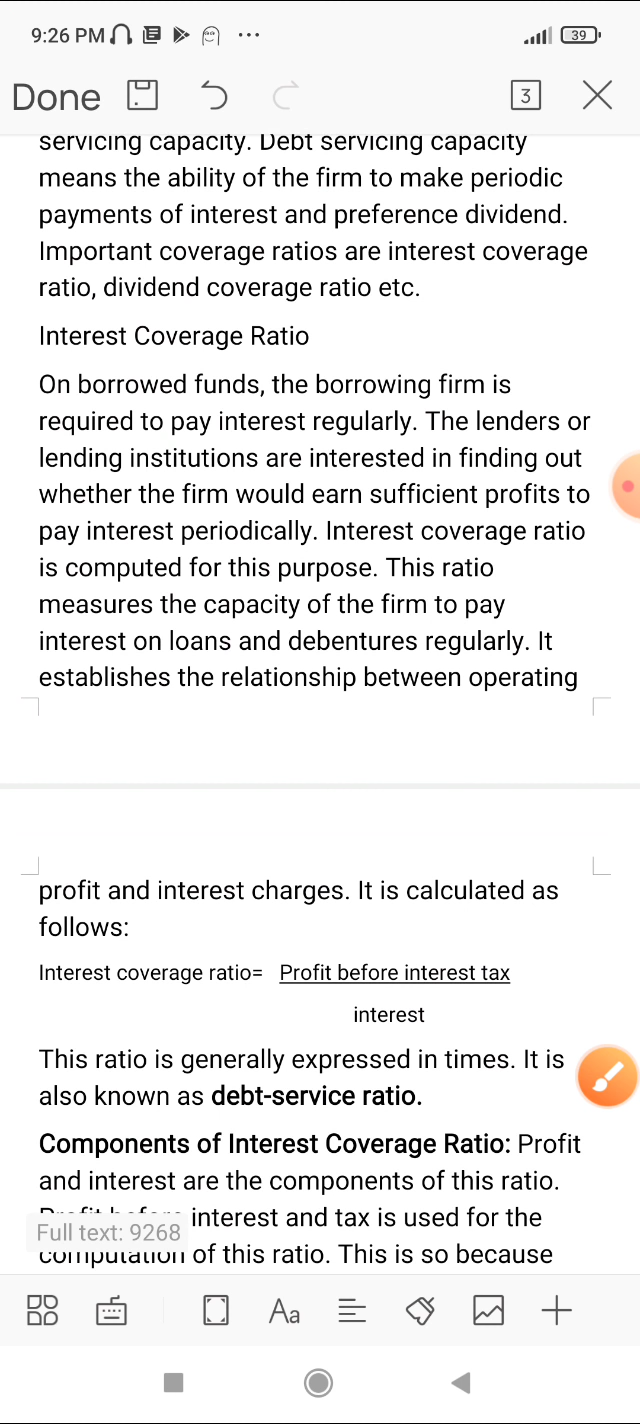 9:26 PM
39
Done
3
servicing capacity. Debt servicing capacity
means the ability of the firm to make periodic
payments of interest and preference dividend.
Important coverage ratios are interest coverage
ratio, dividend coverage ratio etc.
Interest Coverage Ratio
On borrowed funds, the borrowing firm is
required to pay interest regularly. The lenders or
lending institutions are interested in finding out
whether the firm would earn sufficient profits to
pay interest periodically. Interest coverage ratio
is computed for this purpose. This ratio
measures the capacity of the firm to pay
interest on loans and debentures regularly. It
establishes the relationship between operating
profit and interest charges. It is calculated as
follows:
Interest coverage ratio= Profit before interest tax
interest
This ratio is generally expressed in times. It is
also known as debt-service ratio.
Components of Interest Coverage Ratio: Profit
and interest are the components of this ratio.
Profit before interest and tax is used for the
Full text: 9268
computation of this ratio. This is so because
Aa